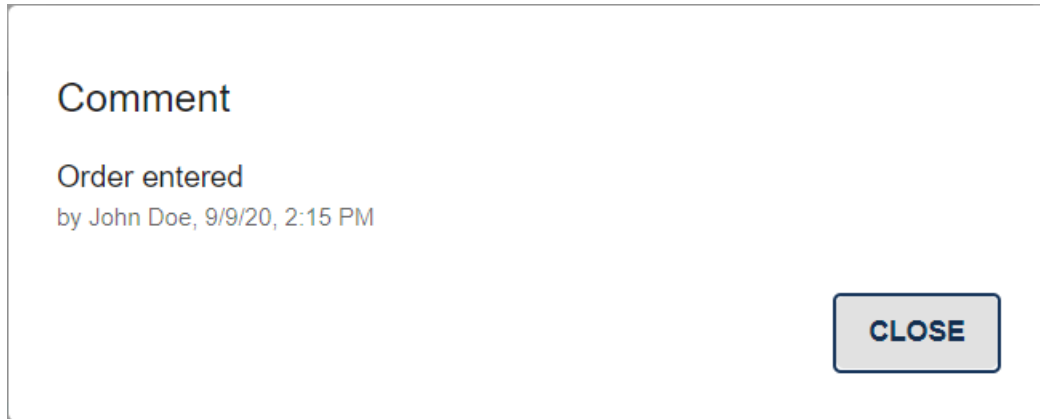 Comment
Order entered
by John Doe, 9/9/20, 2:15 PM
CLOSE